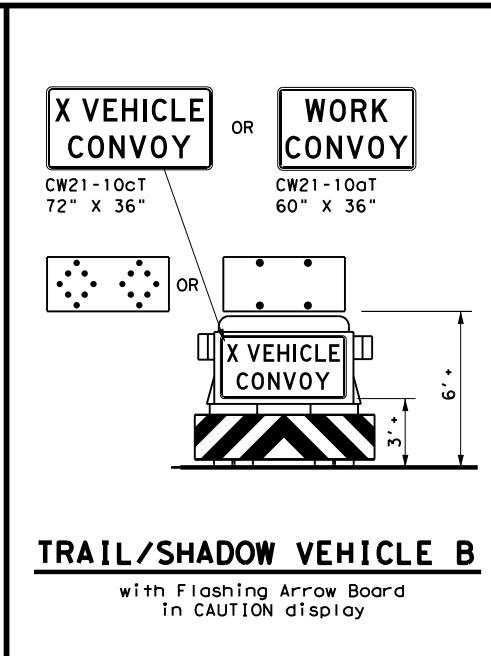 X VEHICLE
CONVOY
OR
WORK
CONVOY
CW21-10cT
72" X 36"
CW21-10aT
60" X 36"
OR
X VEHICLE
CONVOY
6'+
3'+
TRAIL/SHADOW VEHICLE B
with Flashing Arrow Board
in CAUTION display